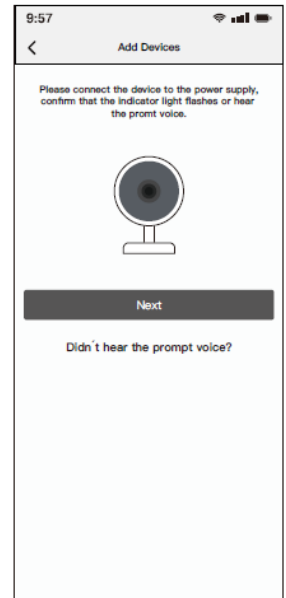 9:57
Add Devices
Please connect the device to the power supply,
confirm that the indicator light flashes or hear
the promt voice.
Next
Didn´t hear the prompt voice?